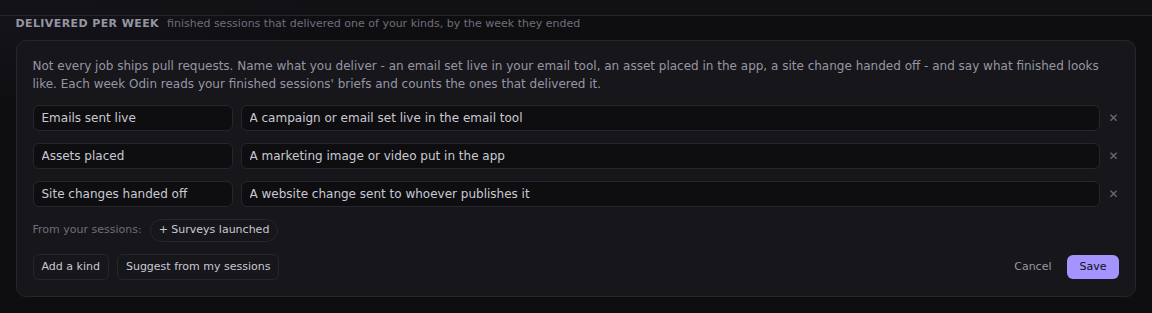 DELIVERED PER WEEK finished sessions that delivered one of your kinds, by the week they ended
Not every job ships pull requests. Name what you deliver - an email set live in your email tool, an asset placed in the app, a site change handed off - and say what finished looks
like. Each week Odin reads your finished sessions' briefs and counts the ones that delivered it.
Emails sent live A campaign or email set live in the email tool ×
Assets placed A marketing image or video put in the app ×
Site changes handed off A website change sent to whoever publishes it ×
From your sessions: + Surveys launched
Add a kind Suggest from my sessions Cancel Save